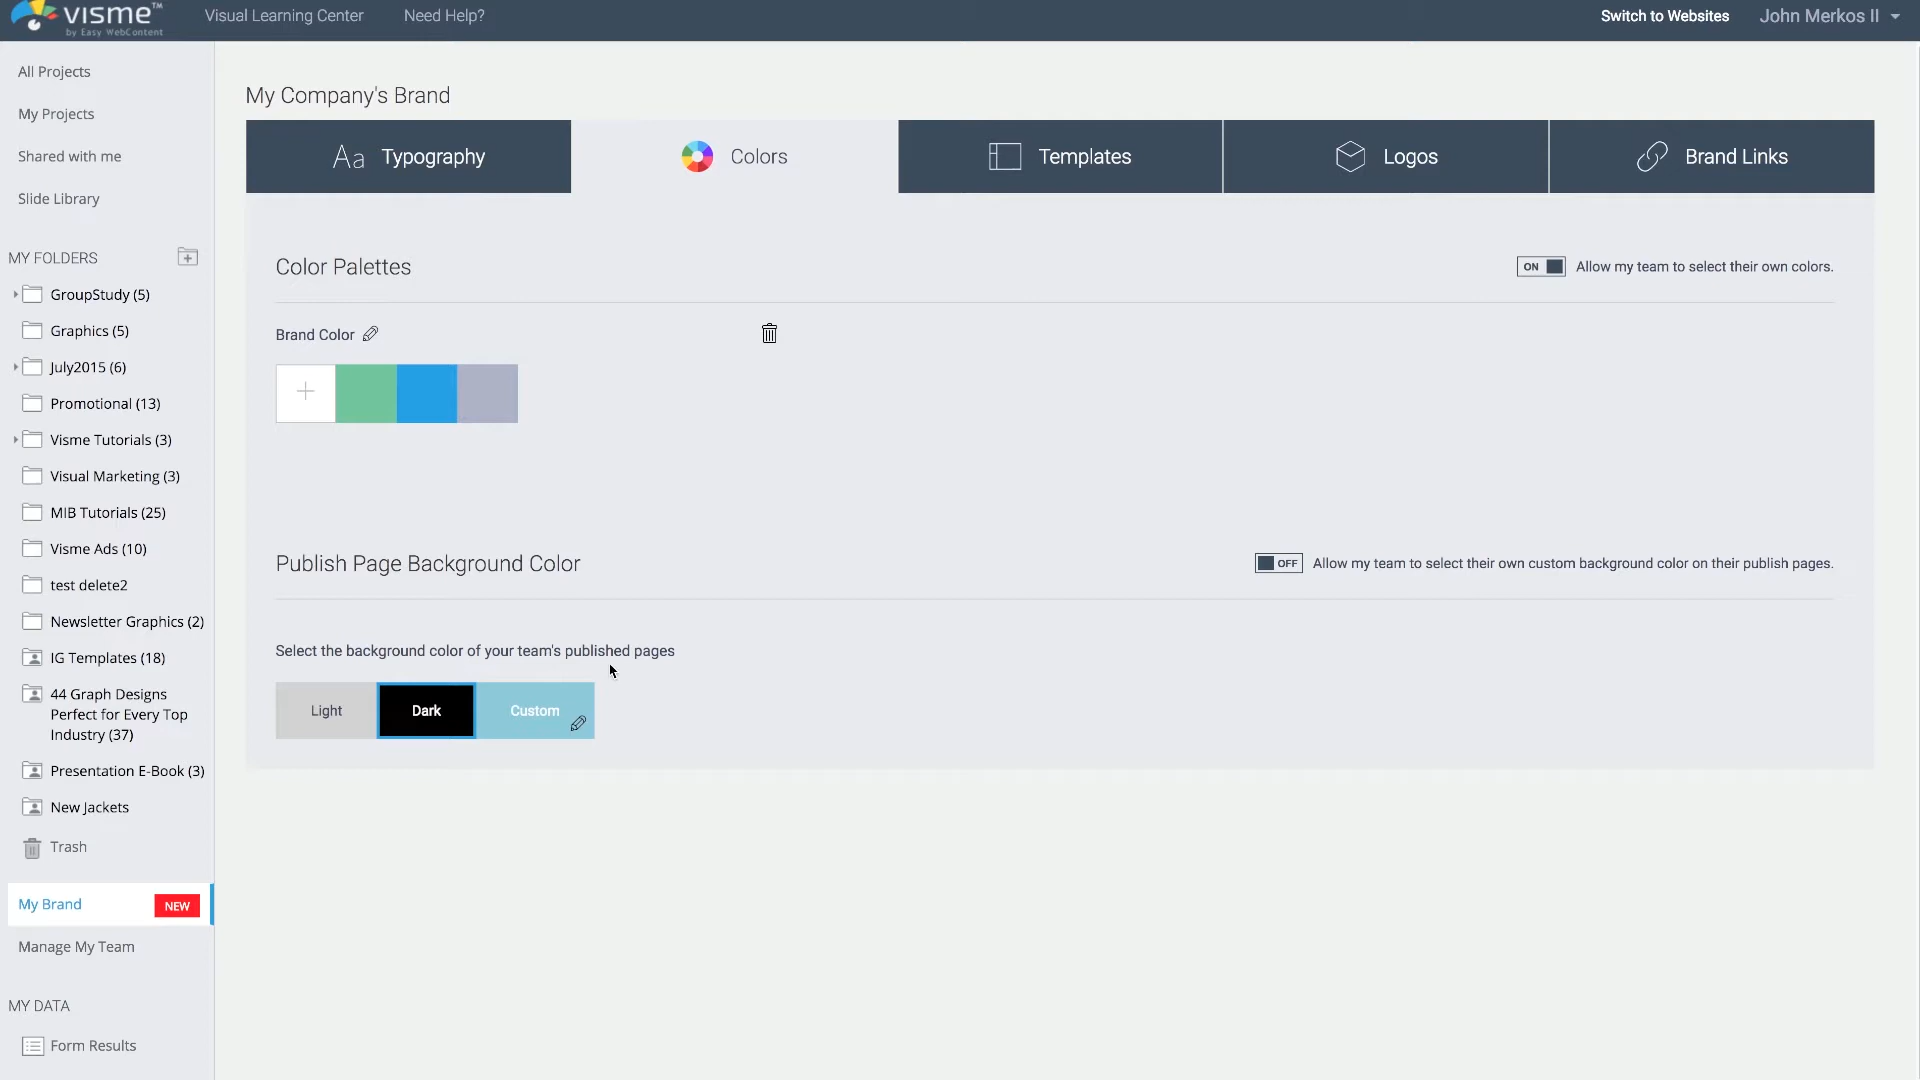 visme™
by Easy WebContent
Visual Learning Center
Need Help?
Switch to Websites
John Merkos II
All Projects
My Projects
Shared with me
Slide Library
MY FOLDERS
GroupStudy (5)
Graphics (5)
July2015 (6)
Promotional (13)
Visme Tutorials (3)
Visual Marketing (3)
MIB Tutorials (25)
Visme Ads (10)
test delete2
Newsletter Graphics (2)
IG Templates (18)
44 Graph Designs
Perfect for Every Top
Industry (37)
Presentation E-Book (3)
New Jackets
Trash
My Brand
NEW
Manage My Team
MY DATA
Form Results
My Company's Brand
Aa Typography
Colors
Templates
Logos
Brand Links
Color Palettes
ON
Allow my team to select their own colors.
Brand Color
Publish Page Background Color
OFF
Allow my team to select their own custom background color on their publish pages.
Select the background color of your team's published pages
Light
Dark
Custom